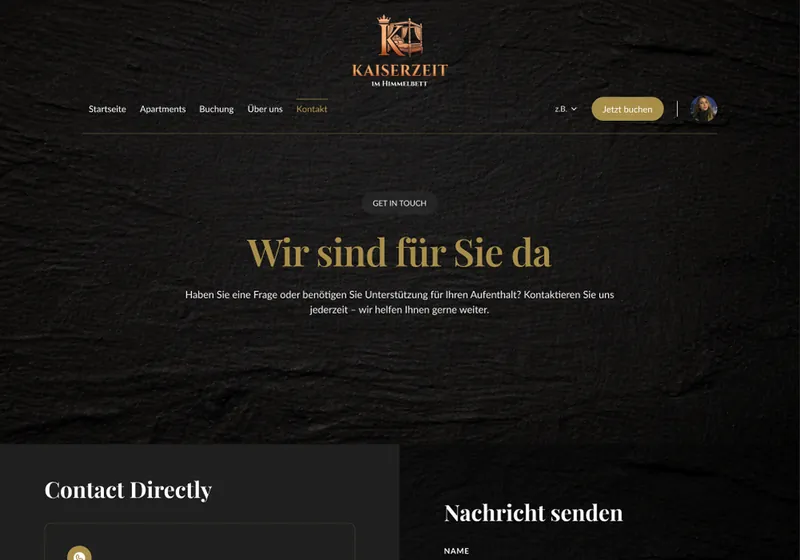 KAISERZEIT
IM HIMMELBETT
Startseite Apartments Buchung Über uns Kontakt z.B. Jetzt buchen
GET IN TOUCH
Wir sind für Sie da
Haben Sie eine Frage oder benötigen Sie Unterstützung für Ihren Aufenthalt? Kontaktieren Sie uns
jederzeit – wir helfen Ihnen gerne weiter.
Contact Directly
Nachricht senden
NAME